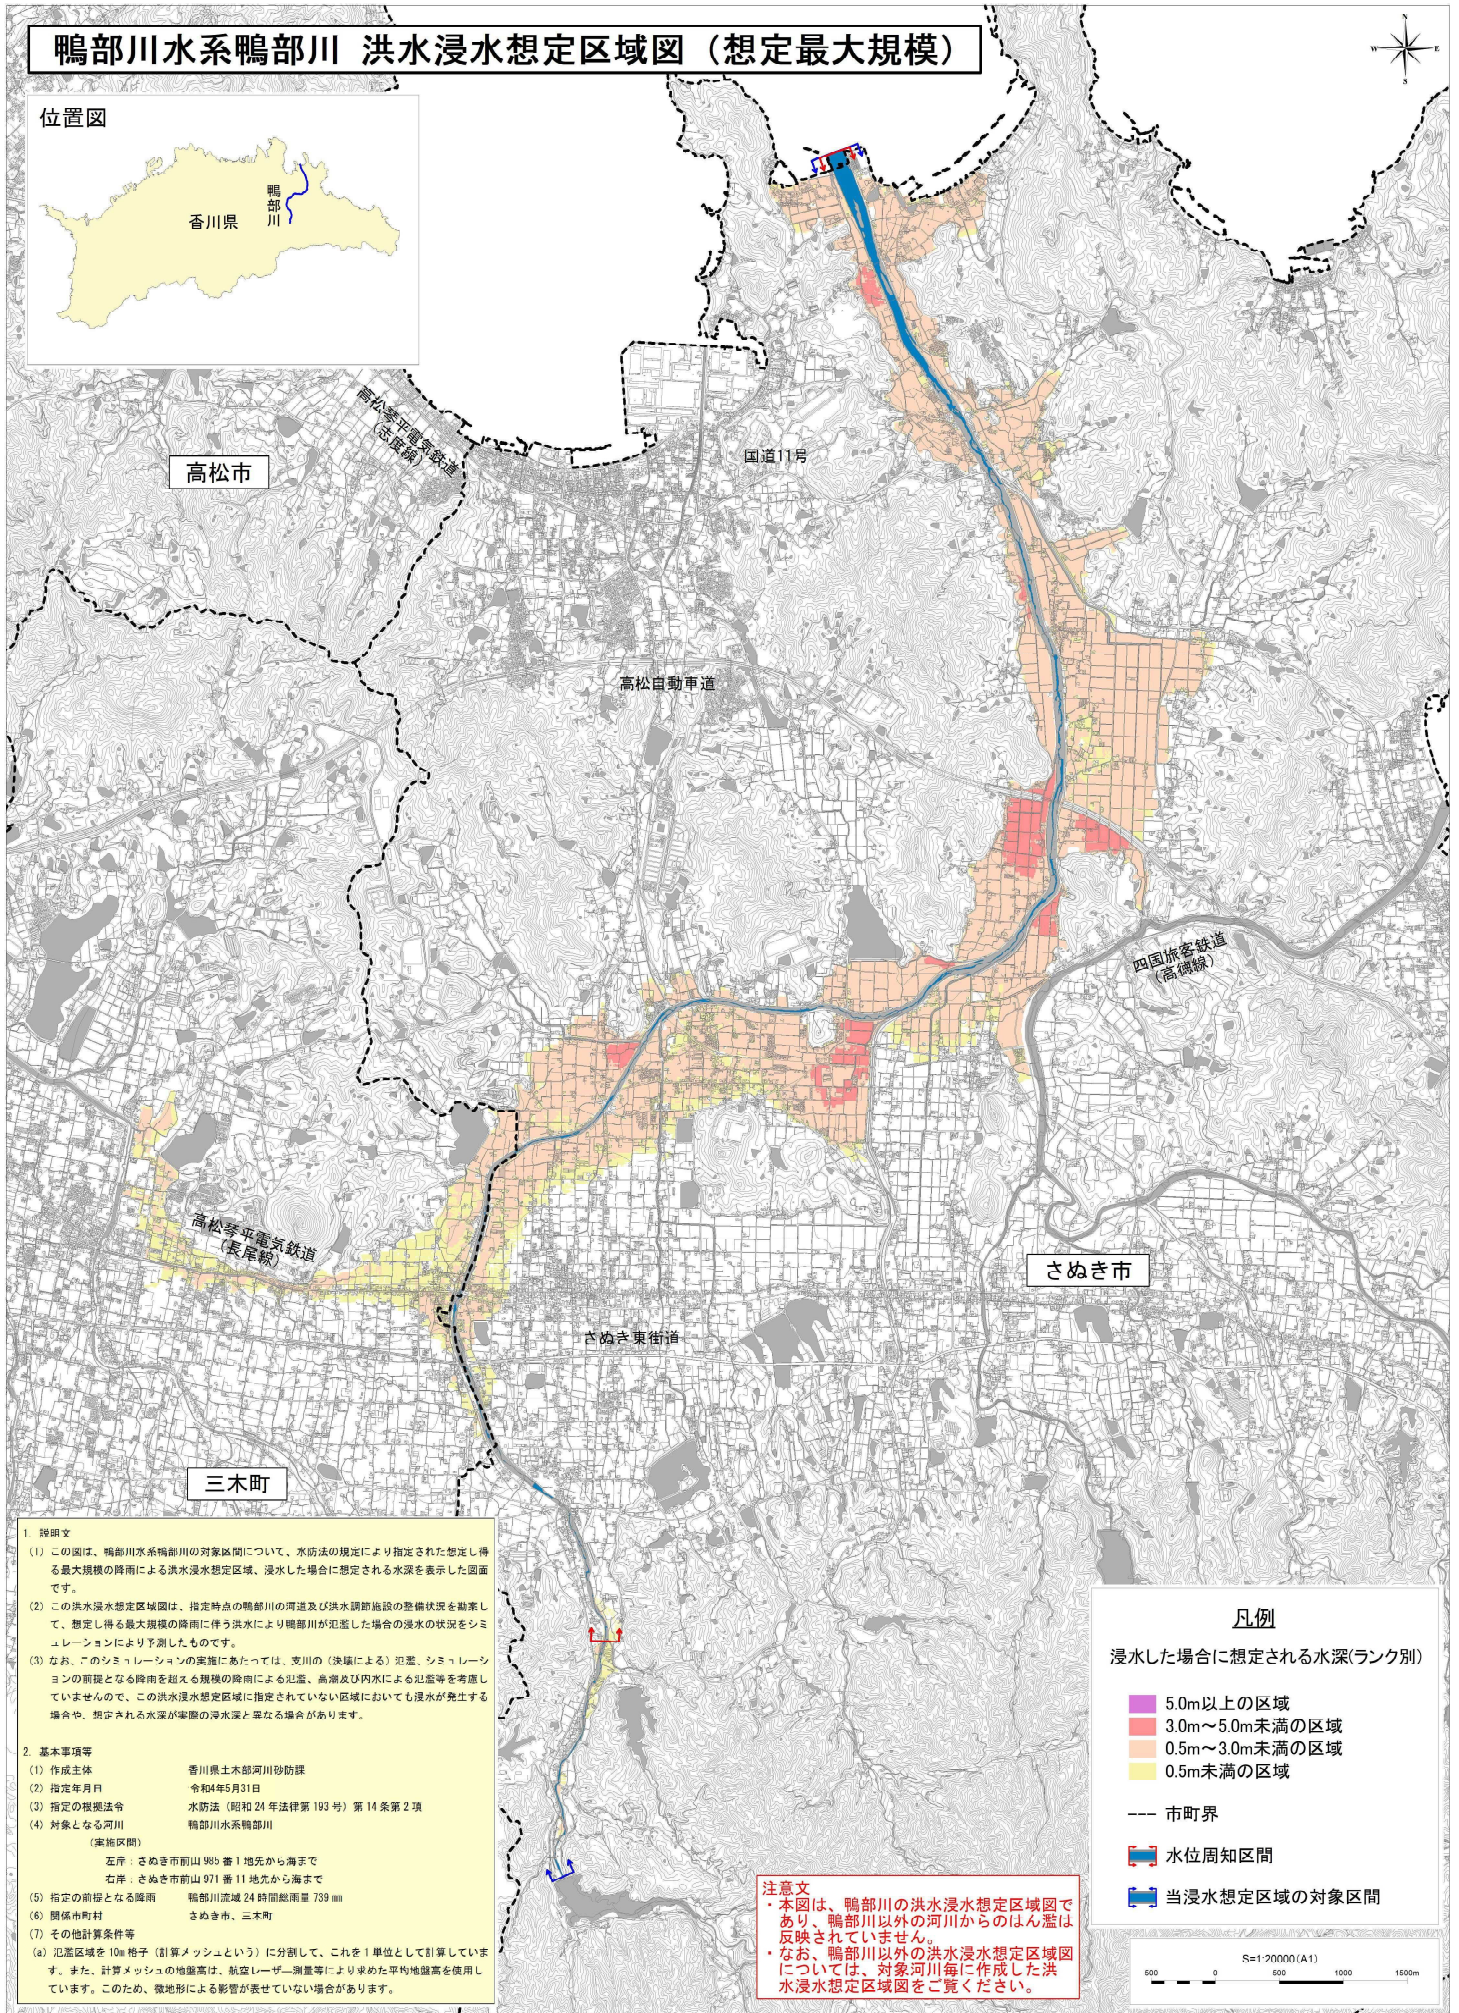 鴨部川水系鴨部川 洪水浸水想定区域図（想定最大規模）
N
W
E
S
位置図
香川県
鴨部川
高松琴平電気鉄道
（志度線）
高松市
国道11号
高松自動車道
四国旅客鉄道
（高徳線）
高松琴平電気鉄道
（長尾線）
さぬき市
さぬき東街道
三木町
1. 説明文
(1) この図は、鴨部川水系鴨部川の対象区間について、水防法の規定により指定された想定し得
る最大規模の降雨による洪水浸水想定区域、浸水した場合に想定される水深を表示した図面
です。
(2) この洪水浸水想定区域図は、指定時点の鴨部川の河道及び洪水調節施設の整備状況を勘案し
て、想定し得る最大規模の降雨に伴う洪水により鴨部川が氾濫した場合の浸水の状況をシミ
ュレーションにより予測したものです。
(3) なお、このシミュレーションの実施にあたっては、支川の（決壊による）氾濫、シミュレーシ
ョンの前提となる降雨を超える規模の降雨による氾濫、高潮及び内水による氾濫等を考慮し
ていませんので、この洪水浸水想定区域に指定されていない区域においても浸水が発生する
場合や、想定される水深が実際の浸水深と異なる場合があります。
2. 基本事項等
(1) 作成主体 香川県土木部河川砂防課
(2) 指定年月日 令和4年5月31日
(3) 指定の根拠法令 水防法（昭和 24 年法律第 193 号）第 14 条第 2 項
(4) 対象となる河川 鴨部川水系鴨部川
（実施区間）
左岸：さぬき市前山 985 番 1 地先から海まで
右岸：さぬき市前山 971 番 11 地先から海まで
(5) 指定の前提となる降雨 鴨部川流域 24 時間総雨量 739 ㎜
(6) 関係市町村 さぬき市、三木町
(7) その他計算条件等
(a) 氾濫区域を 10m 格子（計算メッシュという）に分割して、これを 1 単位として計算していま
す。また、計算メッシュの地盤高は、航空レーザー測量等により求めた平均地盤高を使用し
ています。このため、微地形による影響が表せていない場合があります。
注意文
・本図は、鴨部川の洪水浸水想定区域図で
あり、鴨部川以外の河川からのはん濫は
反映されていません。
・なお、鴨部川以外の洪水浸水想定区域図
については、対象河川毎に作成した洪
水浸水想定区域図をご覧ください。
凡例
浸水した場合に想定される水深(ランク別)
5.0m以上の区域
3.0m～5.0m未満の区域
0.5m～3.0m未満の区域
0.5m未満の区域
市町界
水位周知区間
当浸水想定区域の対象区間
S=1:20000(A1)
500 0 500 1000 1500m